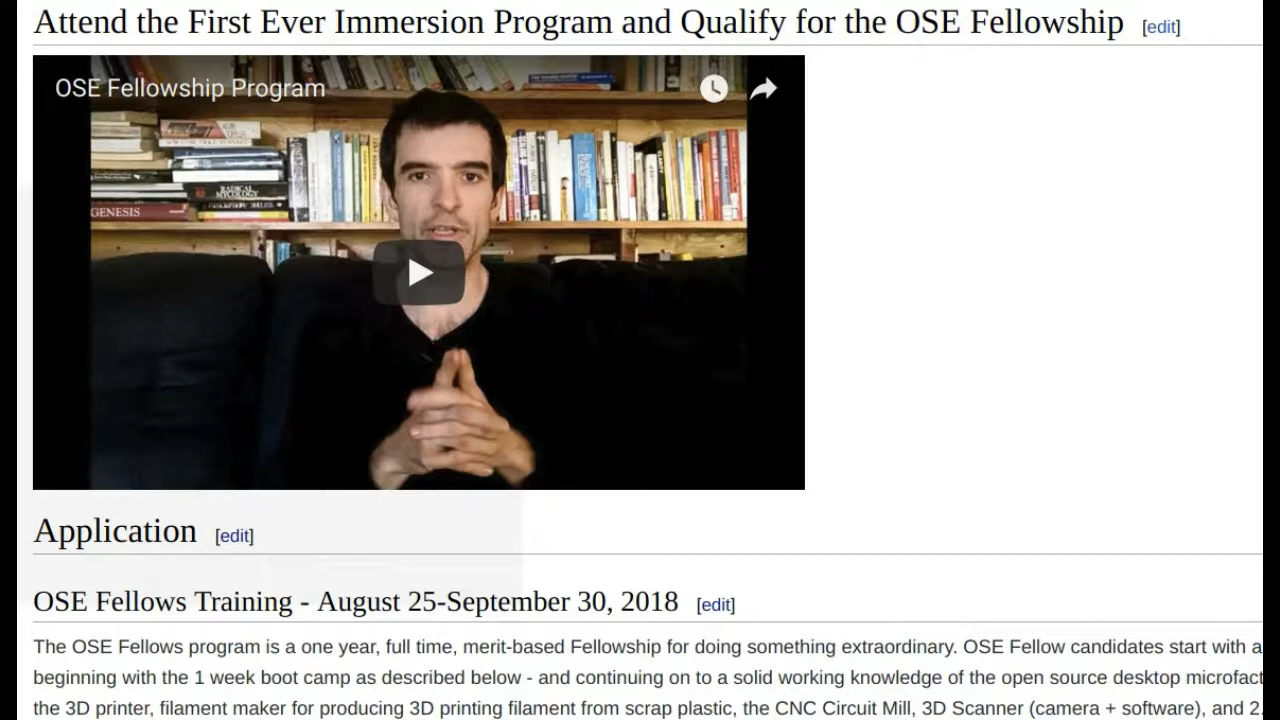 Attend the First Ever Immersion Program and Qualify for the OSE Fellowship [edit]
OSE Fellowship Program
RADICAL
MYCOLOGY
GENESIS
Application [edit]
OSE Fellows Training - August 25-September 30, 2018 [edit]
The OSE Fellows program is a one year, full time, merit-based Fellowship for doing something extraordinary. OSE Fellow candidates start with a
beginning with the 1 week boot camp as described below - and continuing on to a solid working knowledge of the open source desktop microfact
the 3D printer, filament maker for producing 3D printing filament from scrap plastic, the CNC Circuit Mill, 3D Scanner (camera + software), and 2.